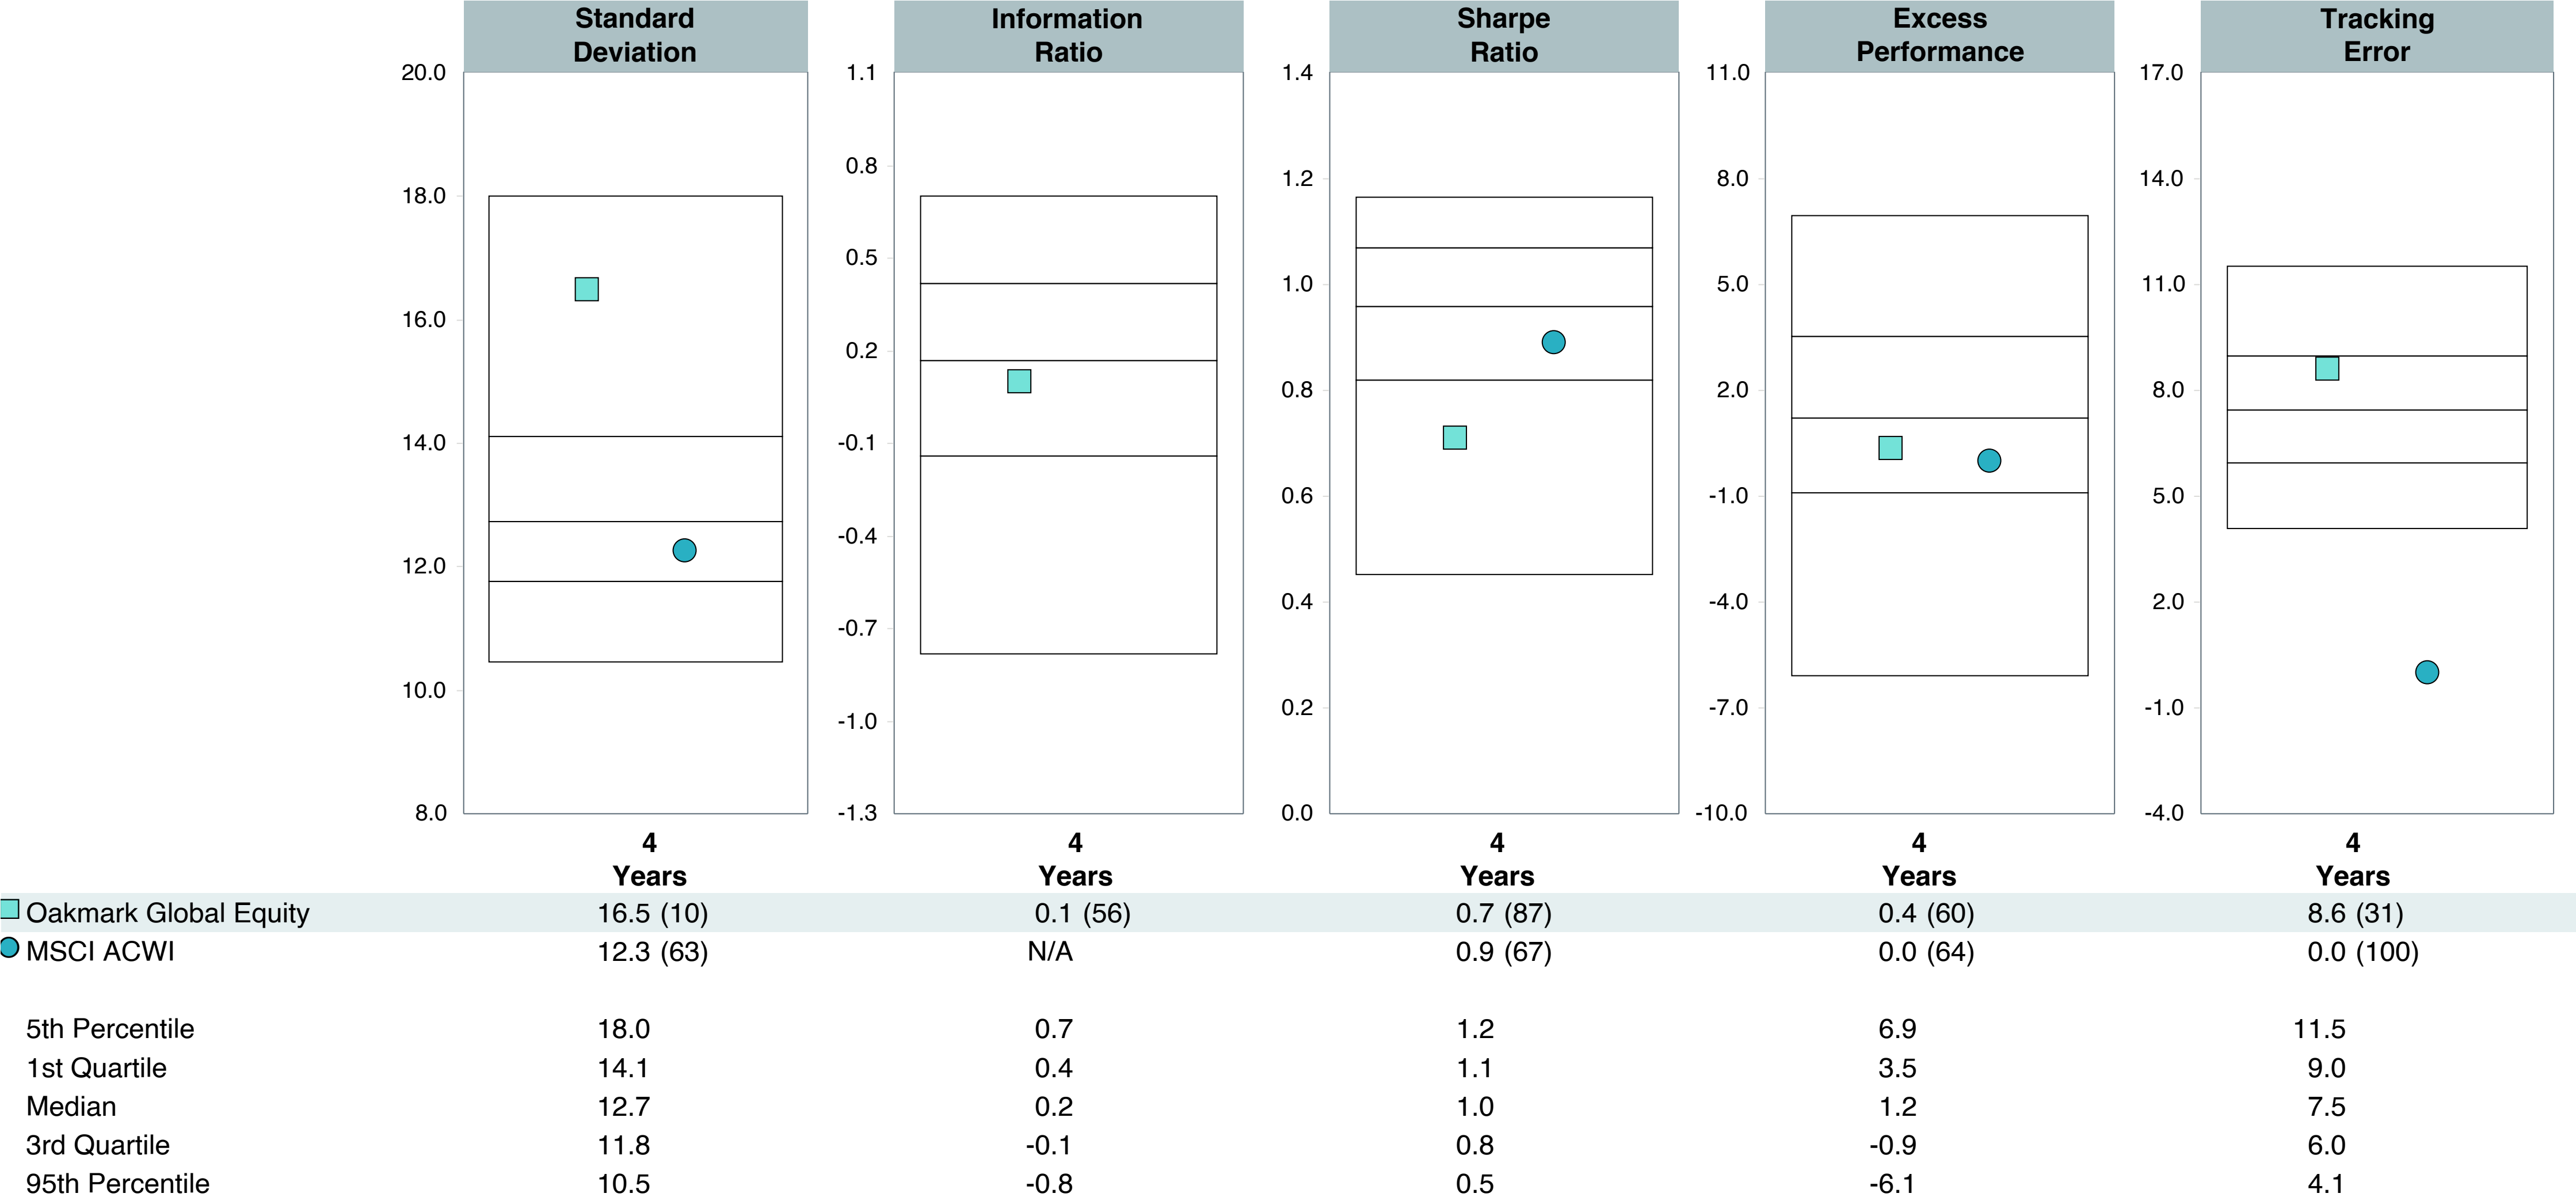 Standard Deviation
Information Ratio
Sharpe Ratio
Excess Performance
Tracking Error
20.0
18.0
16.0
14.0
12.0
10.0
8.0
1.1
0.8
0.5
0.2
-0.1
-0.4
-0.7
-1.0
-1.3
1.4
1.2
1.0
0.8
0.6
0.4
0.2
0.0
11.0
8.0
5.0
2.0
-1.0
-4.0
-7.0
-10.0
17.0
14.0
11.0
8.0
5.0
2.0
-1.0
-4.0
4 4 4 4 4
Years Years Years Years Years
Oakmark Global Equity 16.5 (10) 0.1 (56) 0.7 (87) 0.4 (60) 8.6 (31)
MSCI ACWI 12.3 (63) N/A 0.9 (67) 0.0 (64) 0.0 (100)
5th Percentile 18.0 0.7 1.2 6.9 11.5
1st Quartile 14.1 0.4 1.1 3.5 9.0
Median 12.7 0.2 1.0 1.2 7.5
3rd Quartile 11.8 -0.1 0.8 -0.9 6.0
95th Percentile 10.5 -0.8 0.5 -6.1 4.1